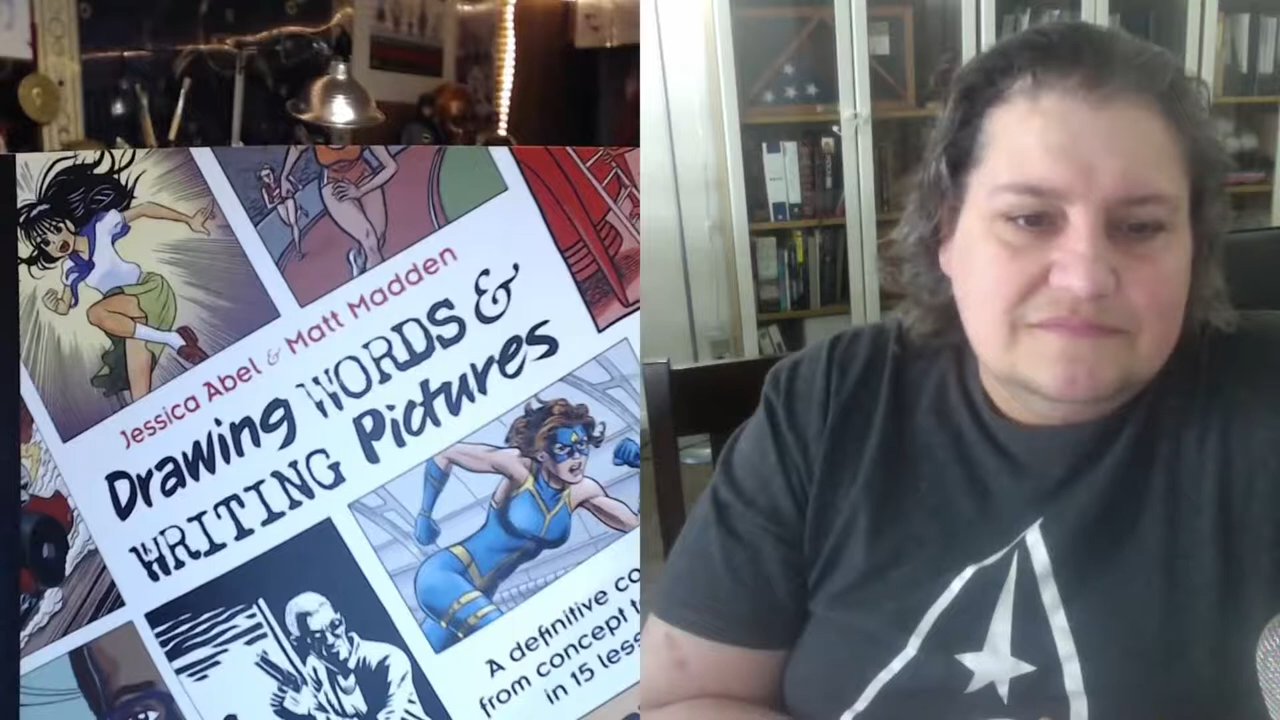 Jessica Abel & Matt Madden
Drawing WORDS &
WRITING Pictures
A definitive co
from concept t
in 15 less